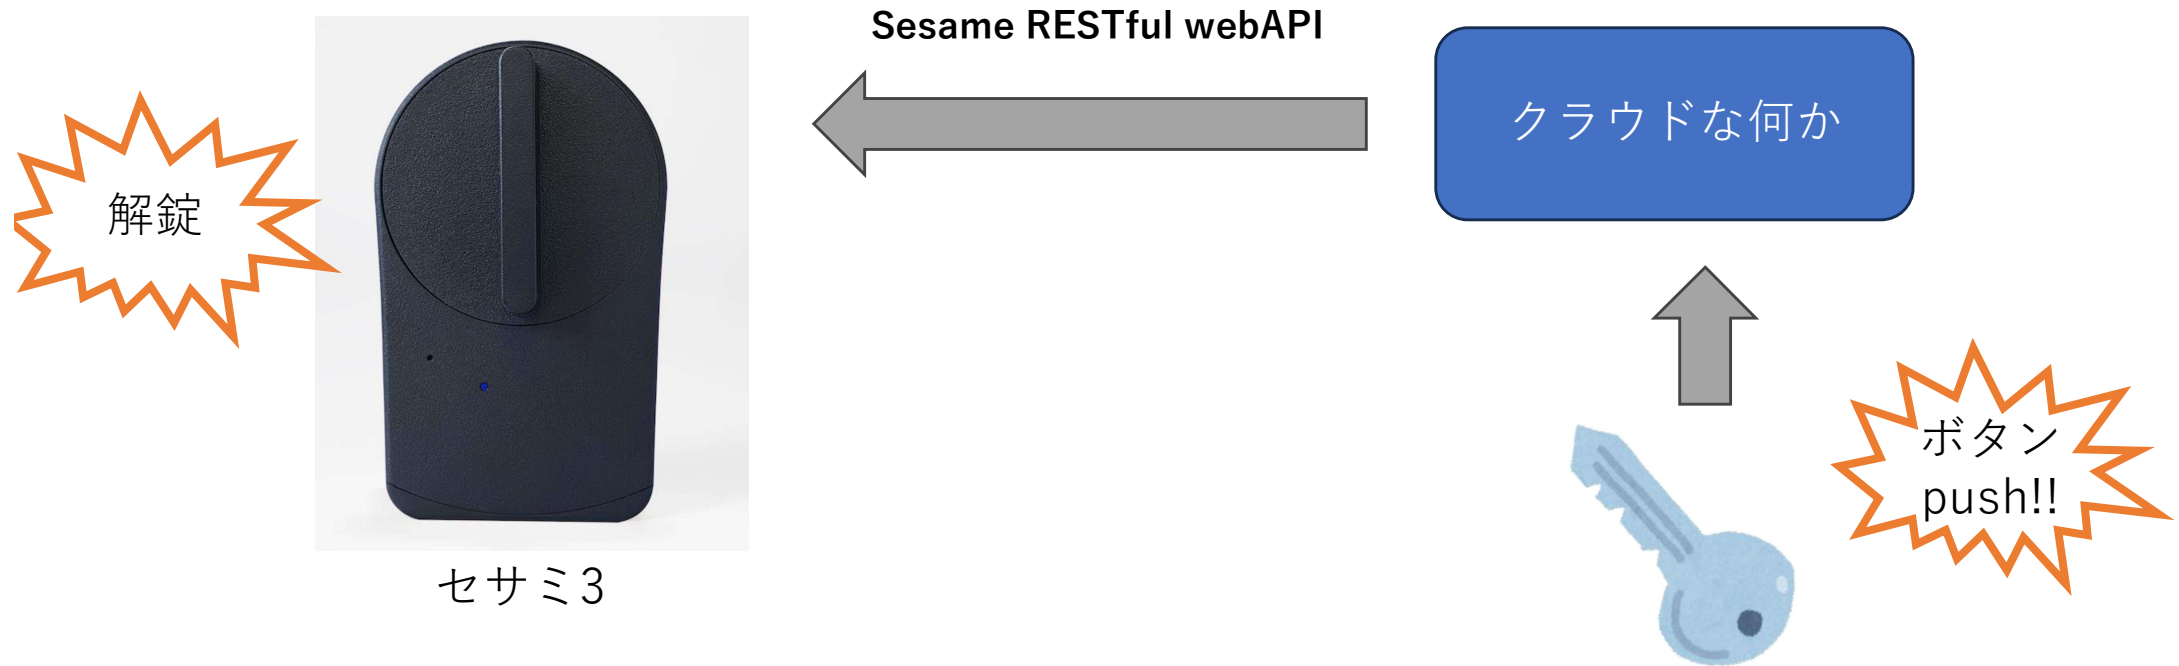 Sesame RESTful webAPI
クラウドな何か
解錠
ボタン
push!!
セサミ3